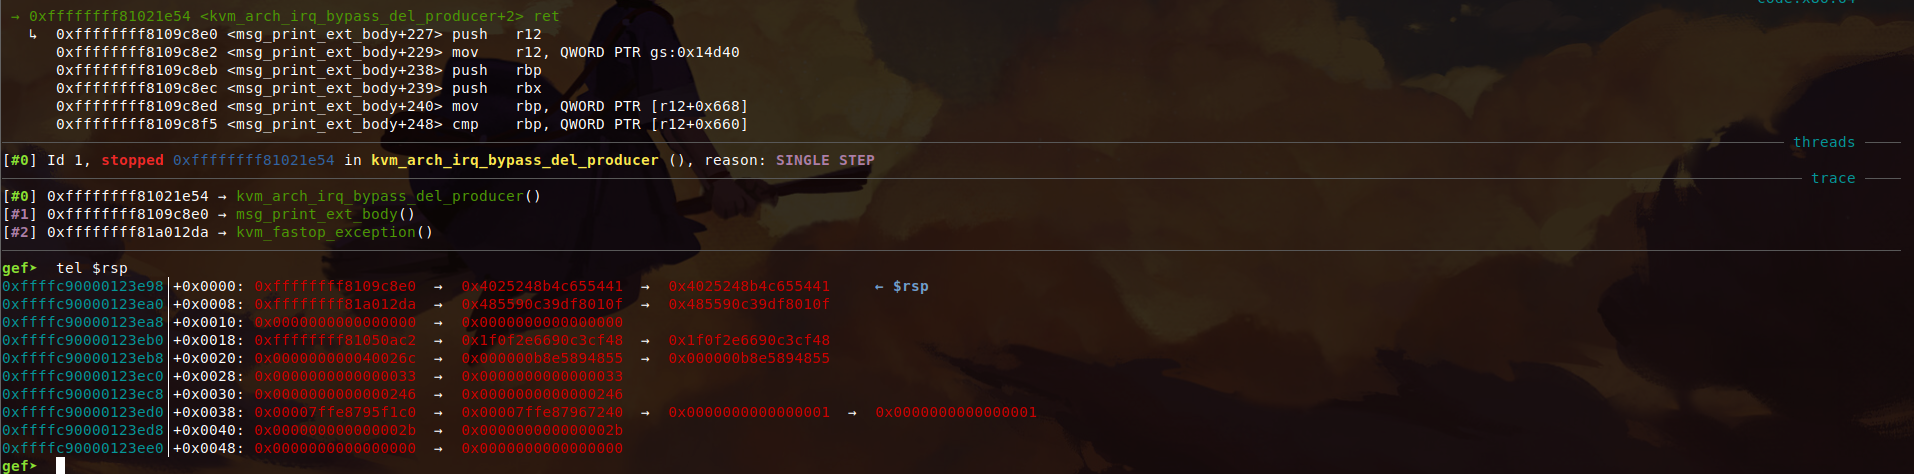 → 0xffffffff81021e54 <kvm_arch_irq_bypass_del_producer+2> ret
↳ 0xffffffff8109c8e0 <msg_print_ext_body+227> push r12
0xffffffff8109c8e2 <msg_print_ext_body+229> mov r12, QWORD PTR gs:0x14d40
0xffffffff8109c8eb <msg_print_ext_body+238> push rbp
0xffffffff8109c8ec <msg_print_ext_body+239> push rbx
0xffffffff8109c8ed <msg_print_ext_body+240> mov rbp, QWORD PTR [r12+0x668]
0xffffffff8109c8f5 <msg_print_ext_body+248> cmp rbp, QWORD PTR [r12+0x660]
threads
[#0] Id 1, stopped 0xffffffff81021e54 in kvm_arch_irq_bypass_del_producer (), reason: SINGLE STEP
trace
[#0] 0xffffffff81021e54 → kvm_arch_irq_bypass_del_producer()
[#1] 0xffffffff8109c8e0 → msg_print_ext_body()
[#2] 0xffffffff81a012da → kvm_fastop_exception()
gef➤ tel $rsp
0xffffc90000123e98│+0x0000: 0xffffffff8109c8e0 → 0x4025248b4c655441 → 0x4025248b4c655441 ← $rsp
0xffffc90000123ea0│+0x0008: 0xffffffff81a012da → 0x485590c39df8010f → 0x485590c39df8010f
0xffffc90000123ea8│+0x0010: 0x0000000000000000 → 0x0000000000000000
0xffffc90000123eb0│+0x0018: 0xffffffff81050ac2 → 0x1f0f2e6690c3cf48 → 0x1f0f2e6690c3cf48
0xffffc90000123eb8│+0x0020: 0x000000000040026c → 0x000000b8e5894855 → 0x000000b8e5894855
0xffffc90000123ec0│+0x0028: 0x0000000000000033 → 0x0000000000000033
0xffffc90000123ec8│+0x0030: 0x0000000000000246 → 0x0000000000000246
0xffffc90000123ed0│+0x0038: 0x00007ffe8795f1c0 → 0x00007ffe87967240 → 0x0000000000000001 → 0x0000000000000001
0xffffc90000123ed8│+0x0040: 0x000000000000002b → 0x000000000000002b
0xffffc90000123ee0│+0x0048: 0x0000000000000000 → 0x0000000000000000
gef➤